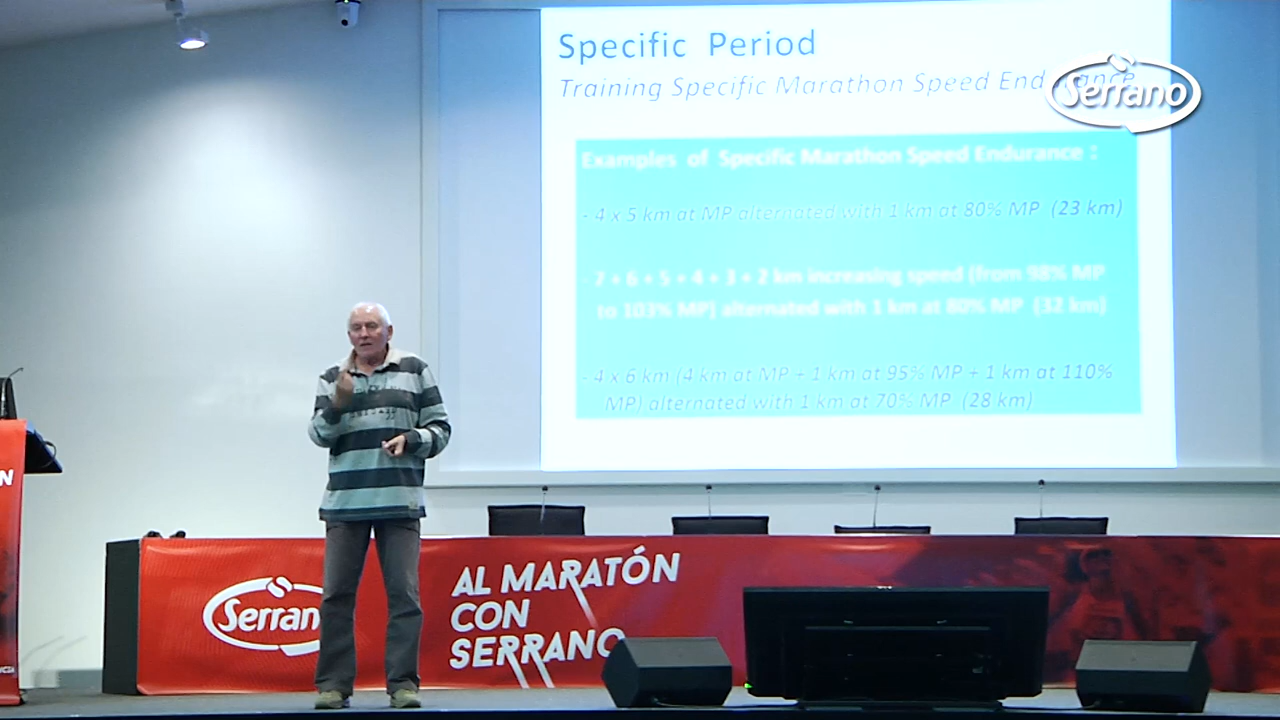 Specific Period
Training Specific Marathon Speed Endurance
Serrano
Examples of Specific Marathon Speed Endurance :
- 4 x 5 km at MP alternated with 1 km at 80% MP (23 km)
- 7 + 6 + 5 + 4 + 3 + 2 km increasing speed (from 98% MP
to 103% MP) alternated with 1 km at 80% MP (32 km)
- 4 x 6 km (4 km at MP + 1 km at 95% MP + 1 km at 110%
MP) alternated with 1 km at 70% MP (28 km)
N
Serran
AL MARATÓN
CON
SERRANO